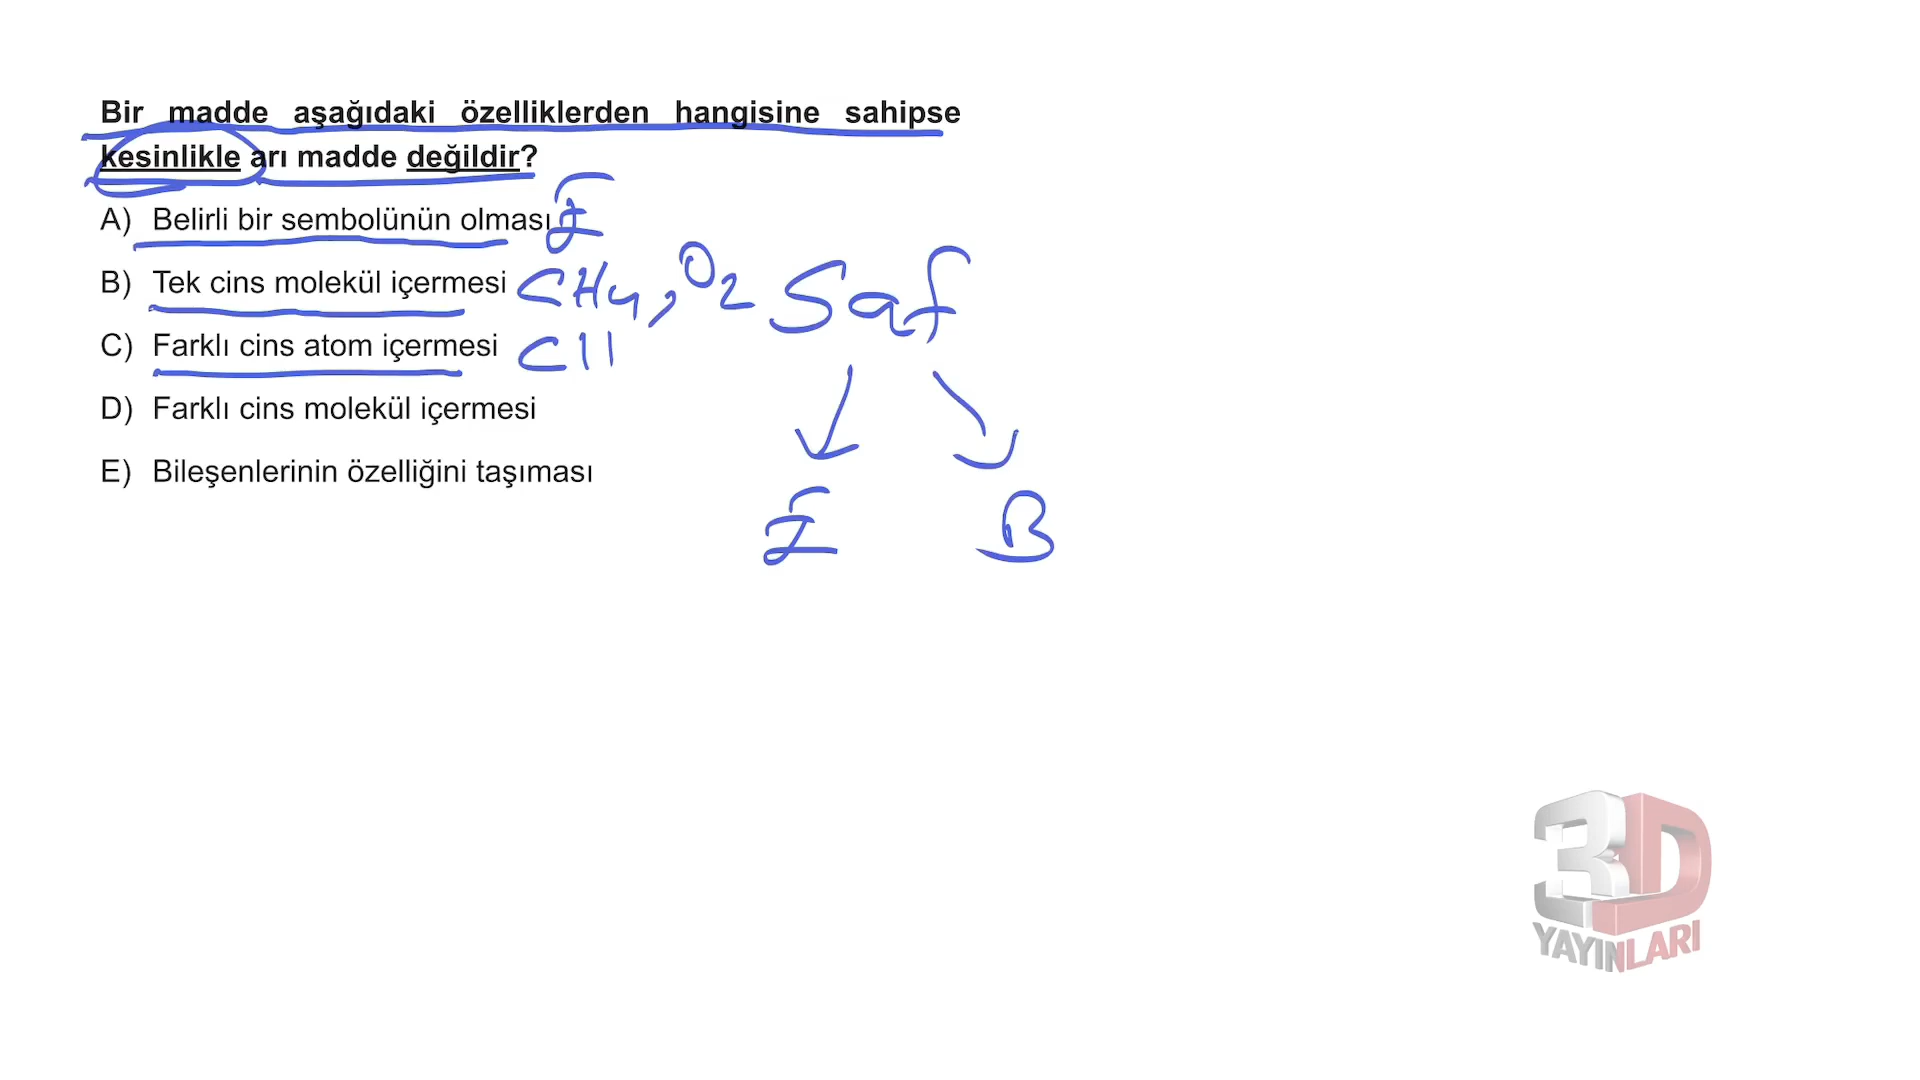 Bir madde aşağıdaki özelliklerden hangisine sahipse
kesinlikle arı madde değildir?
A) Belirli bir sembolünün olması
B) Tek cins molekül içermesi CH4, O2 Saf
C) Farklı cins atom içermesi CH
D) Farklı cins molekül içermesi
E) Bileşenlerinin özelliğini taşıması
B
3D
YAYINLARI